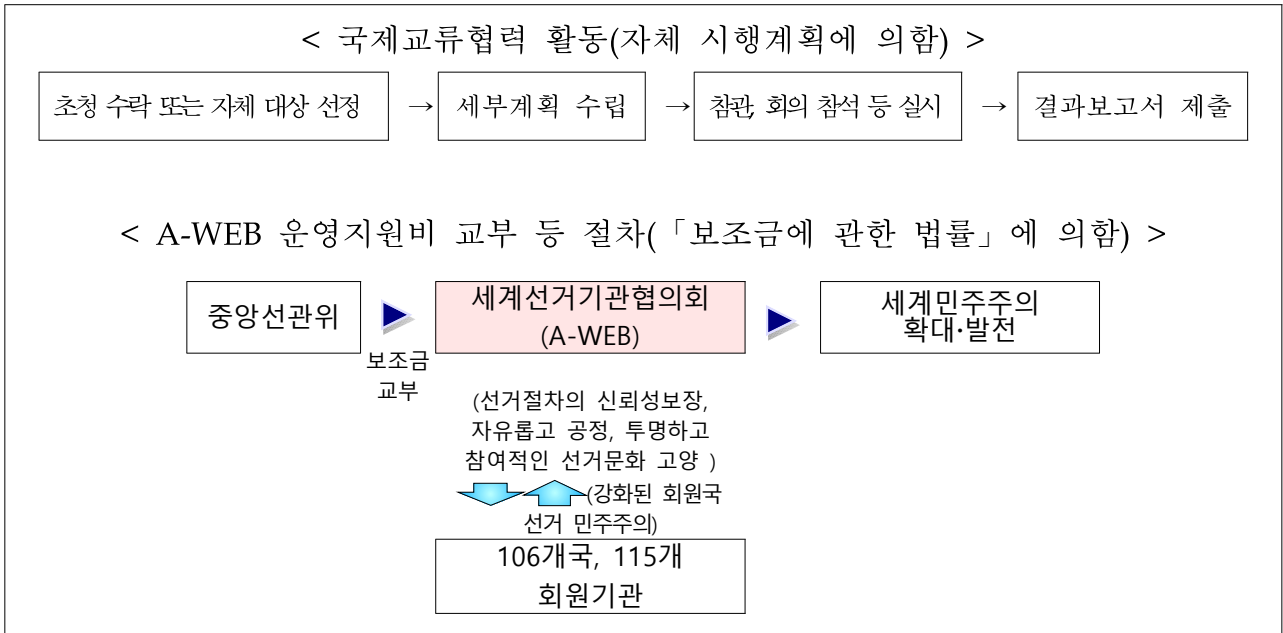 < 국제교류협력 활동(자체 시행계획에 의함) >
초청 수락 또는 자체 대상 선정 → 세부계획 수립 → 참관, 회의 참석 등 실시 → 결과보고서 제출
< A-WEB 운영지원비 교부 등 절차(「보조금에 관한 법률」에 의함) >
중앙선관위
보조금
교부
세계선거기관협의회
(A-WEB)
세계민주주의
확대·발전
(선거절차의 신뢰성보장,
자유롭고 공정, 투명하고
참여적인 선거문화 고양 )
(강화된 회원국
선거 민주주의)
106개국, 115개
회원기관